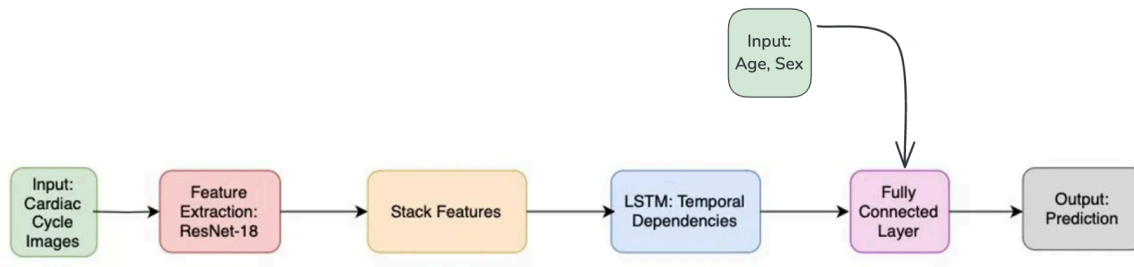 Input:
Age, Sex
Input:
Cardiac
Cycle
Images
Feature
Extraction:
ResNet-18
Stack Features
LSTM: Temporal
Dependencies
Fully
Connected
Layer
Output:
Prediction